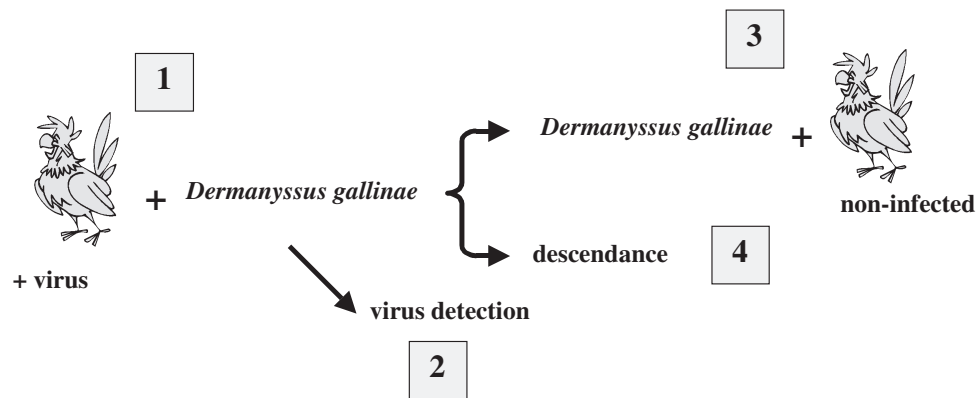 1
3
Dermanyssus gallinae +
+ Dermanyssus gallinae
non-infected
descendance
4
+ virus
virus detection
2